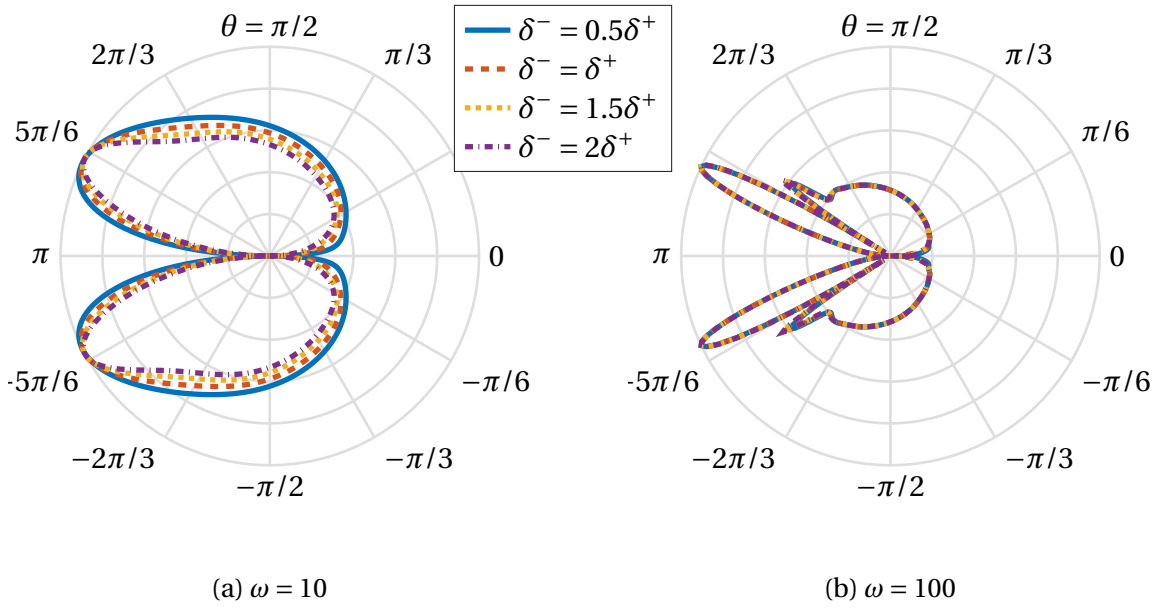 θ = π/2
2π/3
π/3
5π/6
π
0
-5π/6
−π/6
−2π/3
−π/3
−π/2
δ⁻ = 0.5δ⁺
δ⁻ = δ⁺
δ⁻ = 1.5δ⁺
δ⁻ = 2δ⁺
θ = π/2
2π/3
π/3
π/6
π
0
-5π/6
−π/6
−2π/3
−π/3
−π/2
(a) ω = 10
(b) ω = 100